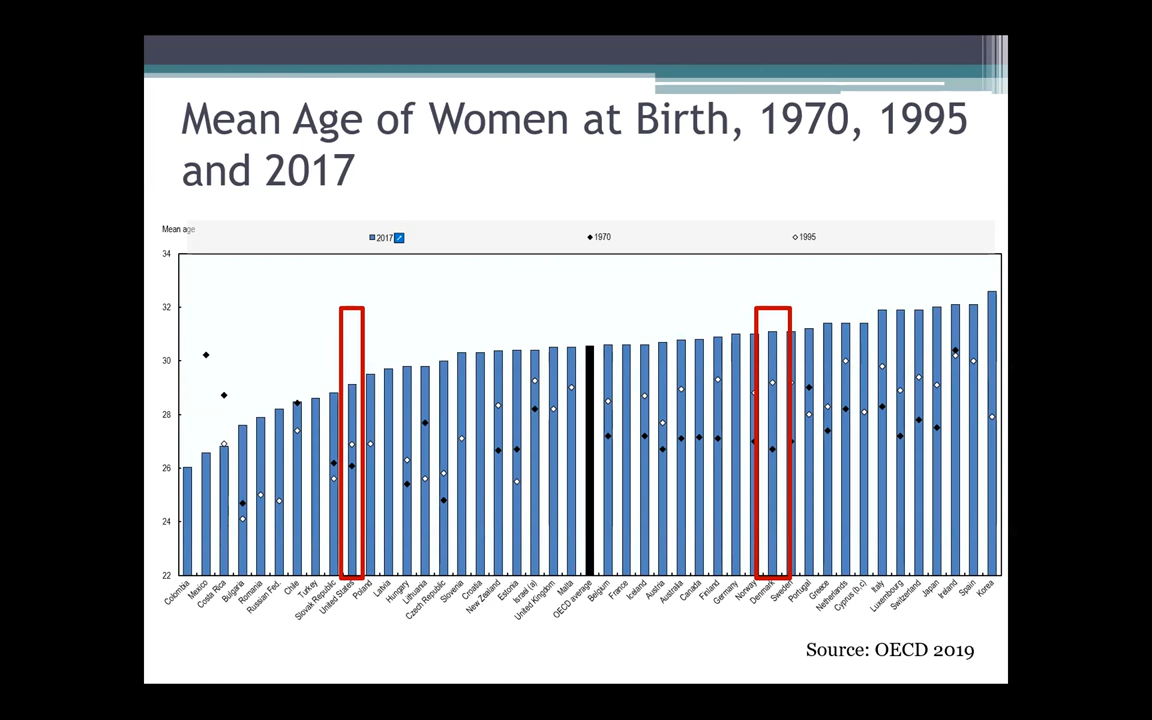 Mean Age of Women at Birth, 1970, 1995
and 2017
Mean age
2017
1970
1995
34
32
30
28
26
24
22
Colombia
Mexico
Costa Rica
Bulgaria
Romania
Russian Fed.
Chile
Turkey
Slovak Republic
United States
Poland
Latvia
Hungary
Lithuania
Czech Republic
Slovenia
Croatia
New Zealand
Estonia
Israel (a)
United Kingdom
Malta
OECD average
Belgium
France
Iceland
Austria
Australia
Canada
Finland
Germany
Norway
Denmark
Sweden
Portugal
Greece
Netherlands
Cyprus (b,c)
Italy
Luxembourg
Switzerland
Japan
Ireland
Spain
Korea
Source: OECD 2019